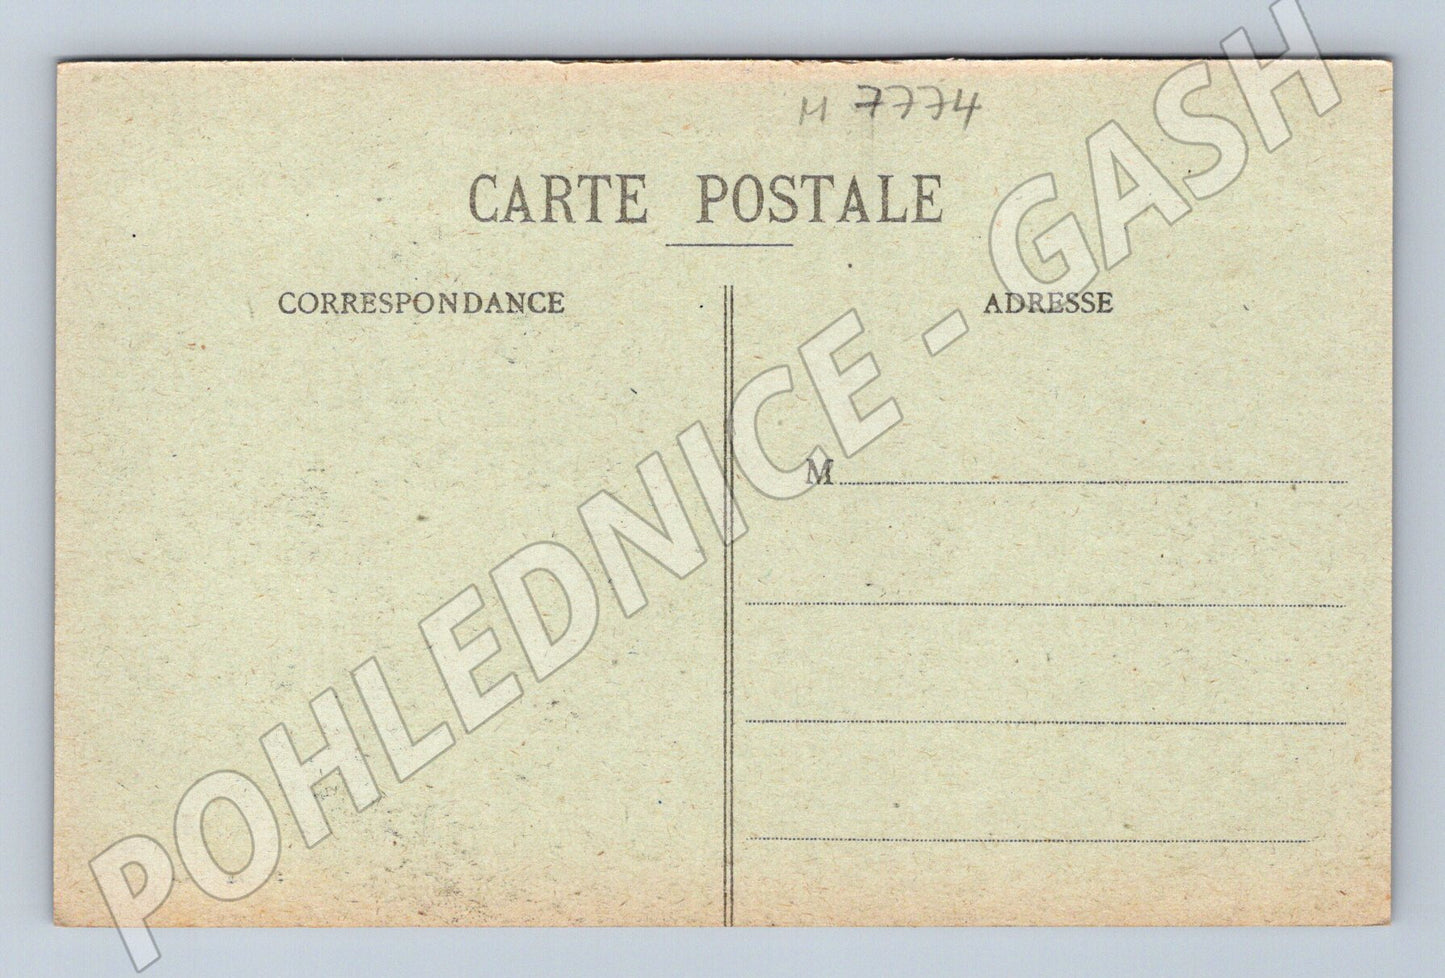 M 7774
CARTE POSTALE
CORRESPONDANCE
ADRESSE
M
POHLEDNICE - GASH